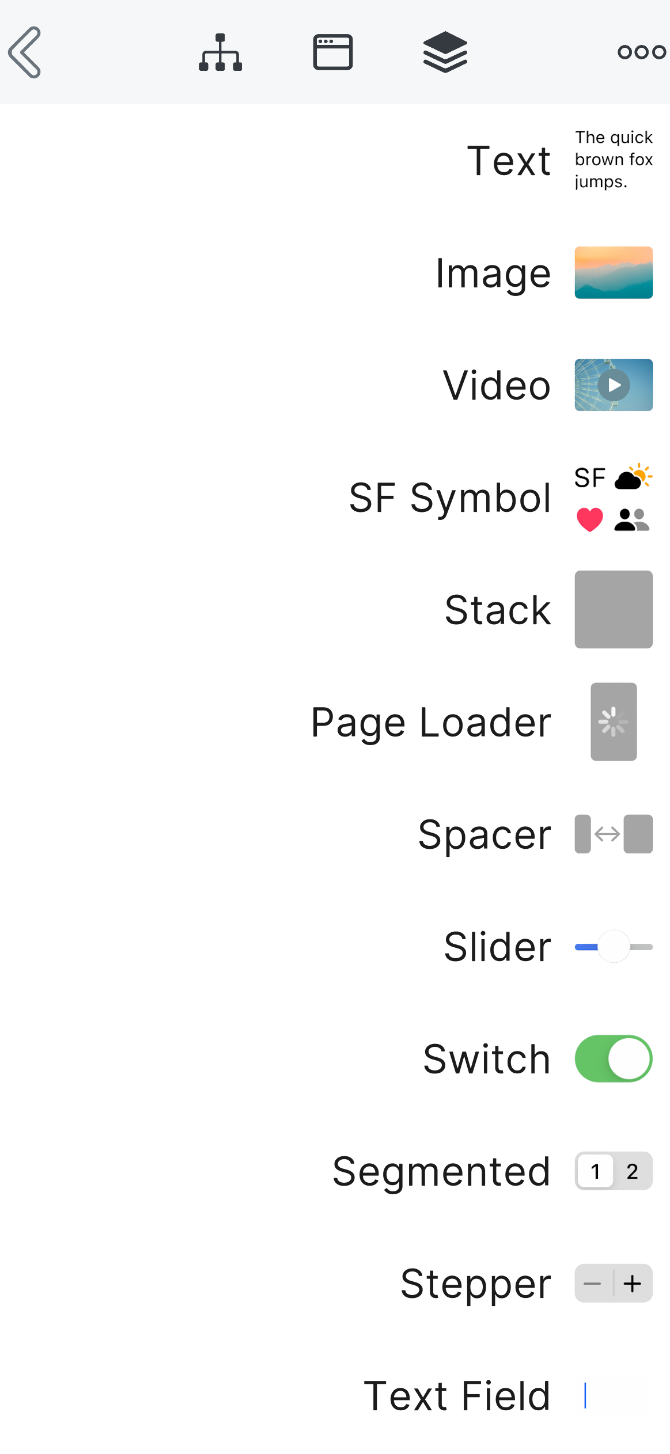 Text
The quick
brown fox
jumps.
Image
Video
SF Symbol
SF
Stack
Page Loader
Spacer
Slider
Switch
Segmented
1 2
Stepper
− +
Text Field